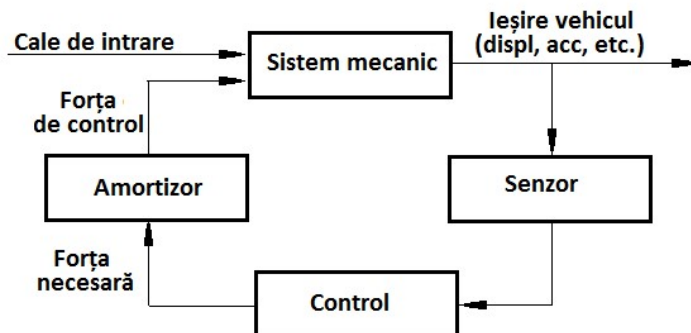 Ieșire vehicul
(displ, acc, etc.)
Cale de intrare
Sistem mecanic
Forța
de control
Amortizor
Senzor
Forța
necesară
Control